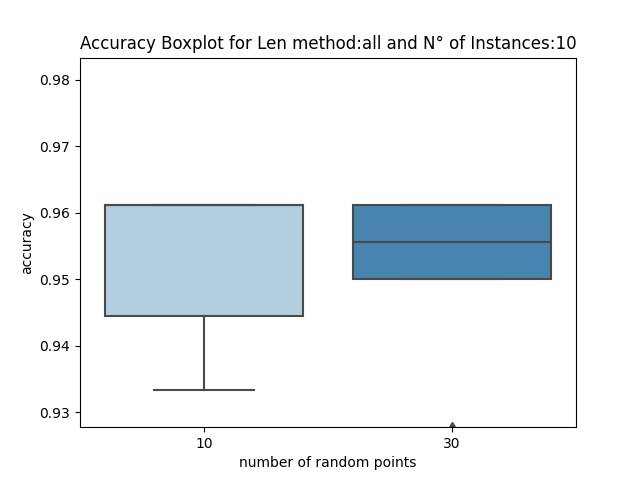 Accuracy Boxplot for Len method:all and N° of Instances:10
0.98
0.97
0.96
0.95
0.94
0.93
accuracy
10 30
number of random points